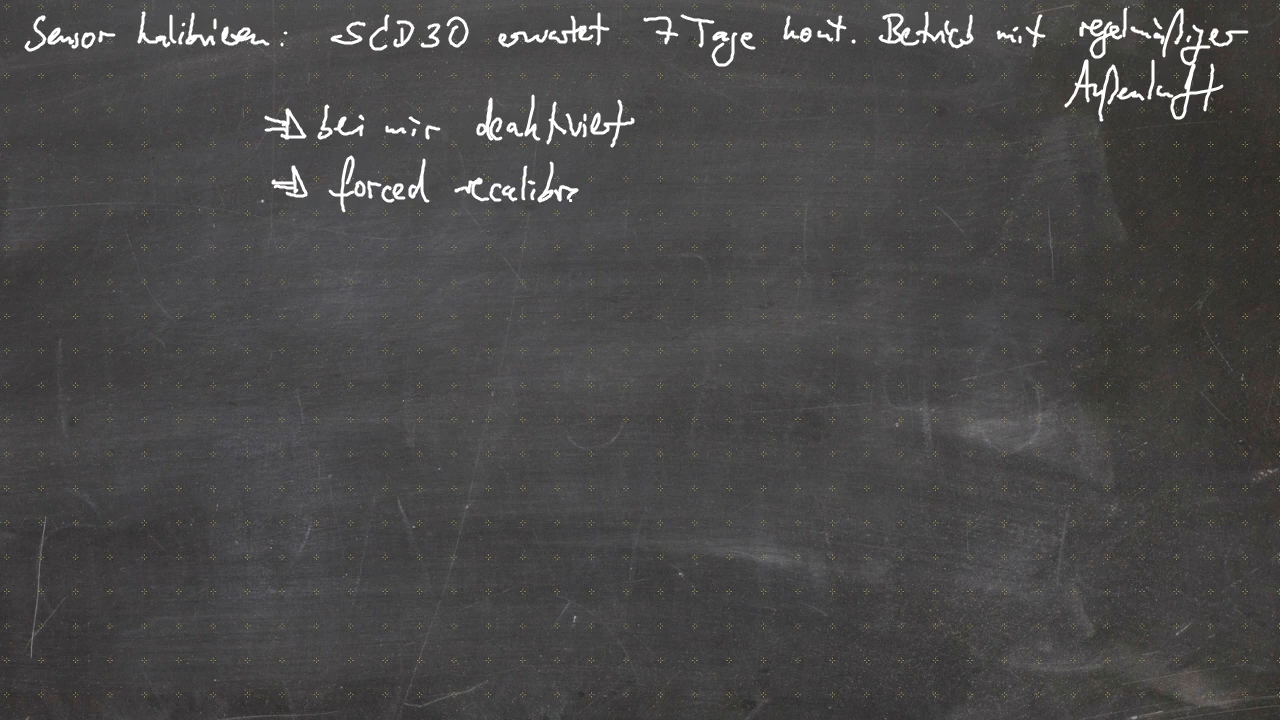 Sensor kalibrieren: SCD30 erwartet 7 Tage kont. Betrieb mit regelmäßiger
Außenluft
⇒ bei mir deaktiviert
⇒ forced recalibr